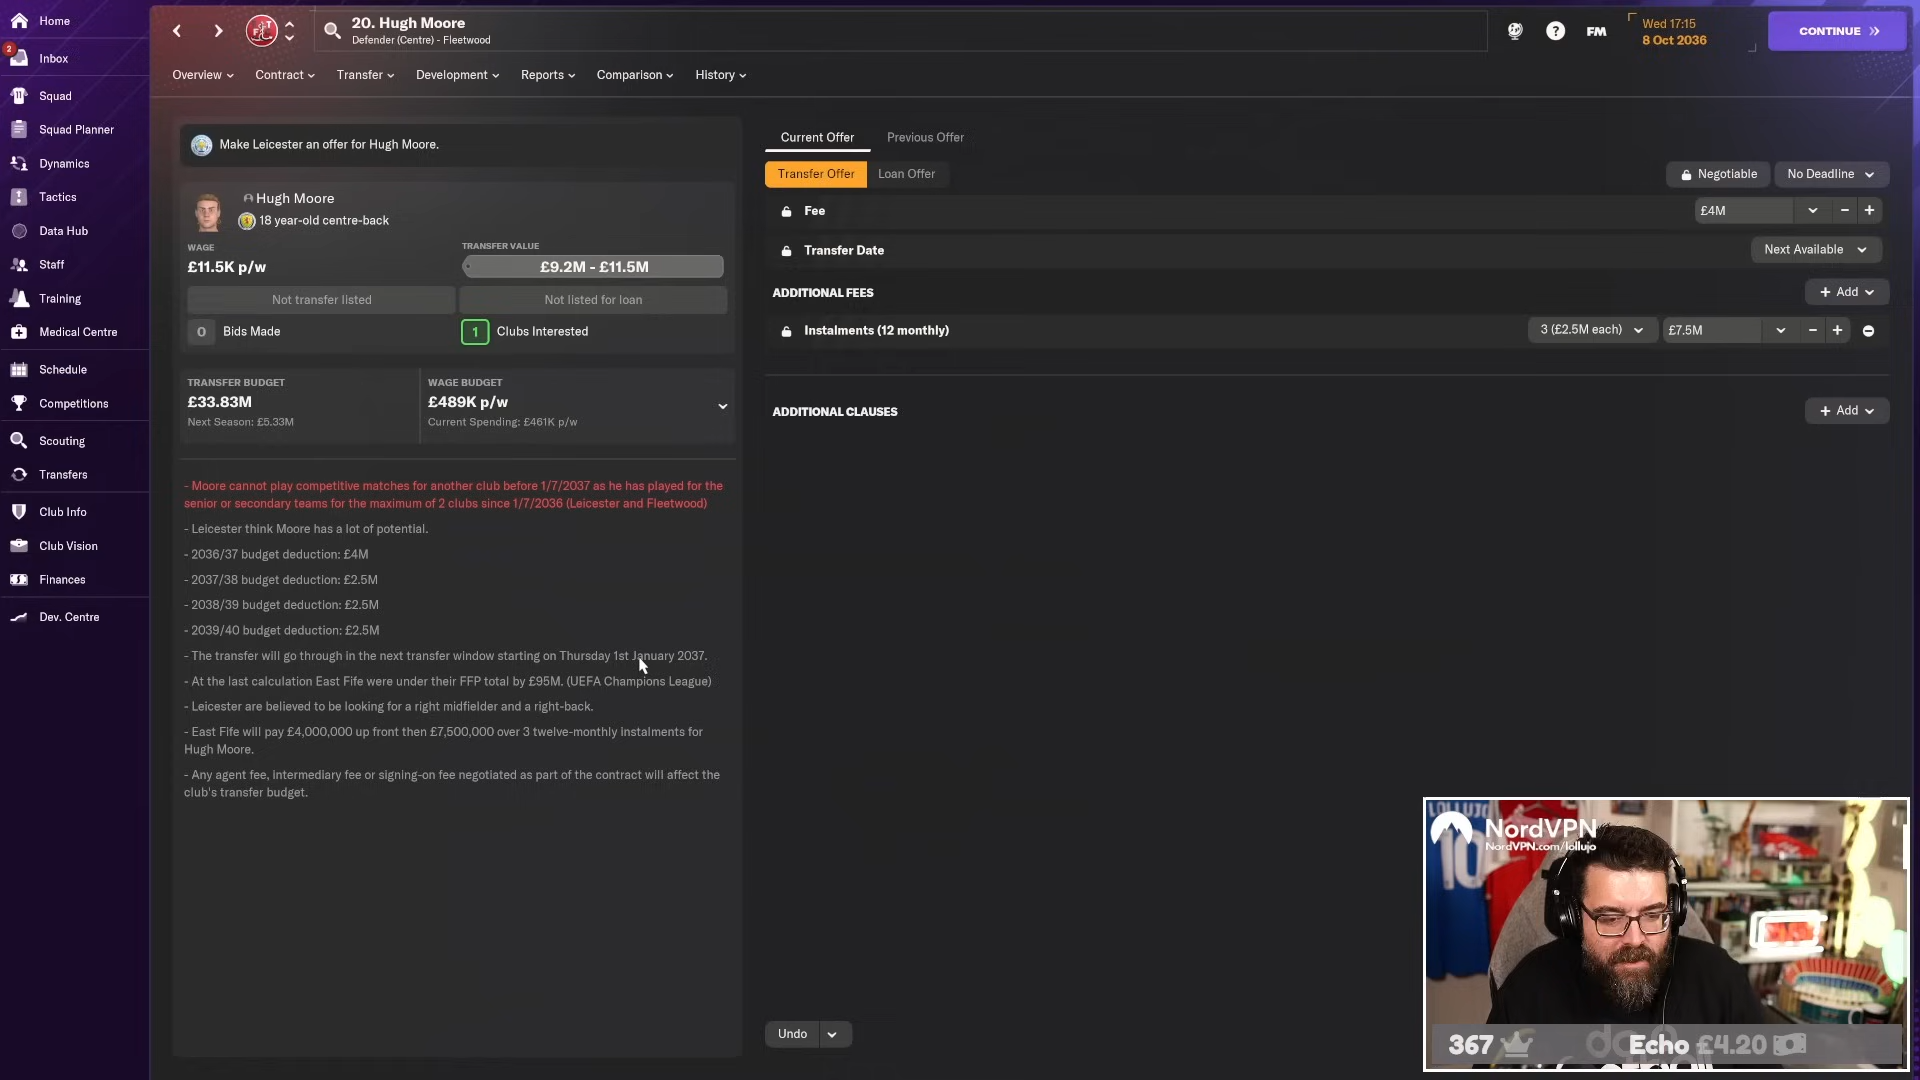 Home
2
Inbox
Squad
Squad Planner
Dynamics
Tactics
Data Hub
Staff
Training
Medical Centre
Schedule
Competitions
Scouting
Transfers
Club Info
Club Vision
Finances
Dev. Centre
20. Hugh Moore
Defender (Centre) - Fleetwood
FM
Wed 17:15
8 Oct 2036
CONTINUE
Overview
Contract
Transfer
Development
Reports
Comparison
History
Make Leicester an offer for Hugh Moore.
Hugh Moore
18 year-old centre-back
WAGE
£11.5K p/w
TRANSFER VALUE
£9.2M - £11.5M
Not transfer listed
Not listed for loan
0 Bids Made
1 Clubs Interested
TRANSFER BUDGET
£33.83M
Next Season: £5.33M
WAGE BUDGET
£489K p/w
Current Spending: £461K p/w
- Moore cannot play competitive matches for another club before 1/7/2037 as he has played for the
senior or secondary teams for the maximum of 2 clubs since 1/7/2036 (Leicester and Fleetwood)
- Leicester think Moore has a lot of potential.
- 2036/37 budget deduction: £4M
- 2037/38 budget deduction: £2.5M
- 2038/39 budget deduction: £2.5M
- 2039/40 budget deduction: £2.5M
- The transfer will go through in the next transfer window starting on Thursday 1st January 2037.
- At the last calculation East Fife were under their FFP total by £95M. (UEFA Champions League)
- Leicester are believed to be looking for a right midfielder and a right-back.
- East Fife will pay £4,000,000 up front then £7,500,000 over 3 twelve-monthly instalments for
Hugh Moore.
- Any agent fee, intermediary fee or signing-on fee negotiated as part of the contract will affect the
club's transfer budget.
Current Offer
Previous Offer
Transfer Offer
Loan Offer
Negotiable
No Deadline
Fee
£4M
Transfer Date
Next Available
ADDITIONAL FEES
+ Add
Instalments (12 monthly)
3 (£2.5M each)
£7.5M
ADDITIONAL CLAUSES
+ Add
Undo
NordVPN
NordVPN.com/lollujo
10
367
Echo £4.20